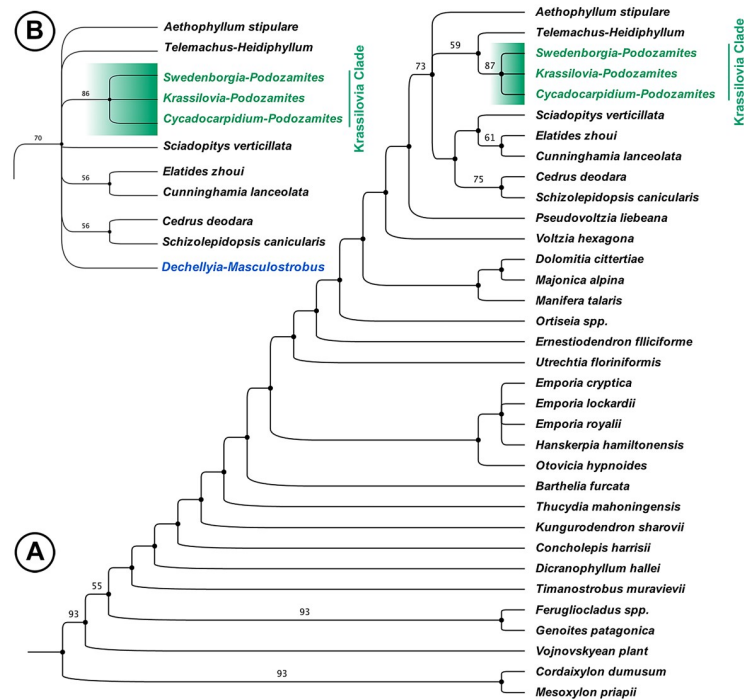 B
Aethophyllum stipulare
Telemachus-Heidiphyllum
Swedenborgia-Podozamites
86
Krassilovia-Podozamites
Cycadocarpidium-Podozamites
Krassilovia Clade
70
Sciadopitys verticillata
Elatides zhoui
56
Cunninghamia lanceolata
Cedrus deodara
56
Schizolepidopsis canicularis
Dechellyia-Masculostrobus
Aethophyllum stipulare
Telemachus-Heidiphyllum
59
Swedenborgia-Podozamites
73
87
Krassilovia-Podozamites
Cycadocarpidium-Podozamites
Krassilovia Clade
Sciadopitys verticillata
61
Elatides zhoui
Cunninghamia lanceolata
75
Cedrus deodara
Schizolepidopsis canicularis
Pseudovoltzia liebeana
Voltzia hexagona
Dolomitia cittertiae
Majonica alpina
Manifera talaris
Ortiseia spp.
Ernestiodendron flliciforme
Utrechtia floriniformis
Emporia cryptica
Emporia lockardii
Emporia royalii
Hanskerpia hamiltonensis
Otovicia hypnoides
Barthelia furcata
Thucydia mahoningensis
Kungurodendron sharovii
A
Concholepis harrisii
Dicranophyllum hallei
55
Timanostrobus muravievii
93
93
Ferugliocladus spp.
Genoites patagonica
Vojnovskyean plant
93
Cordaixylon dumusum
Mesoxylon priapii